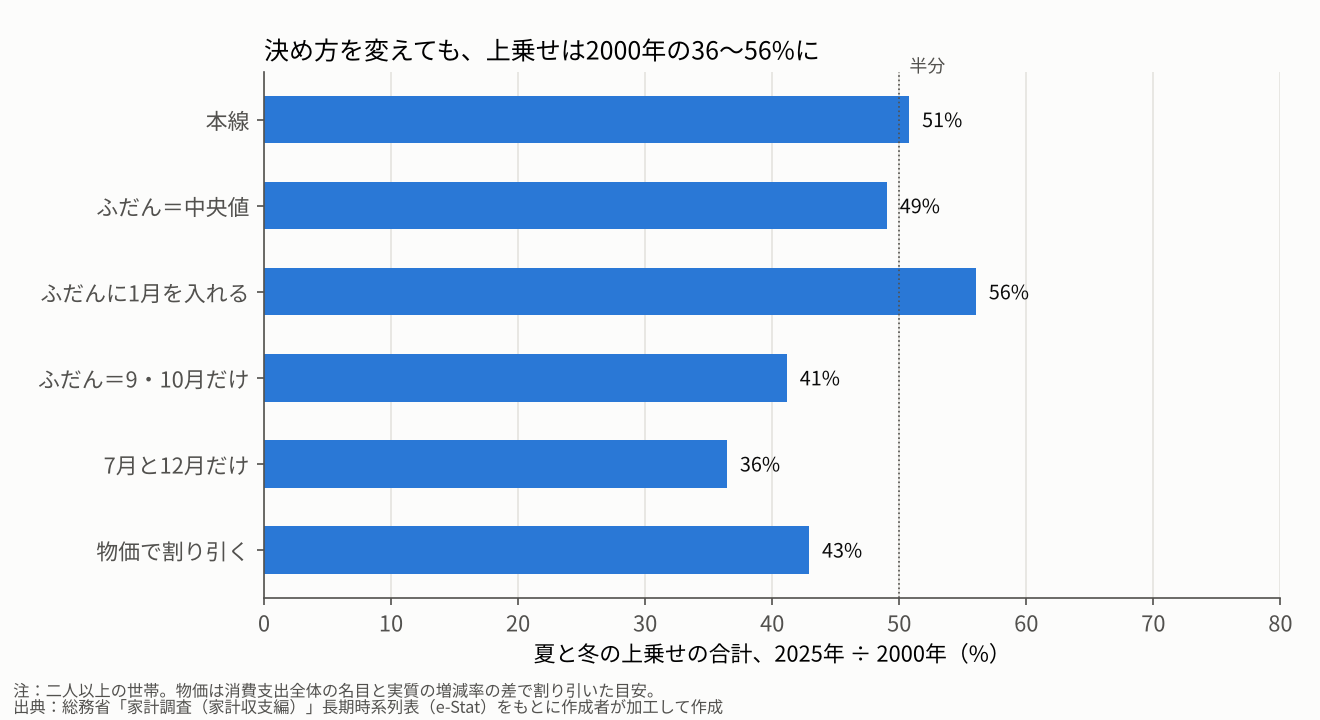 決め方を変えても、上乗せは2000年の36〜56%に
半分
本線
51%
ふだん＝中央値
49%
ふだんに1月を入れる
56%
ふだん＝9・10月だけ
41%
7月と12月だけ
36%
物価で割り引く
43%
0 10 20 30 40 50 60 70 80
夏と冬の上乗せの合計、2025年 ÷ 2000年（%）
注：二人以上の世帯。物価は消費支出全体の名目と実質の増減率の差で割り引いた目安。
出典：総務省「家計調査（家計収支編）」長期時系列表（e-Stat）をもとに作成者が加工して作成